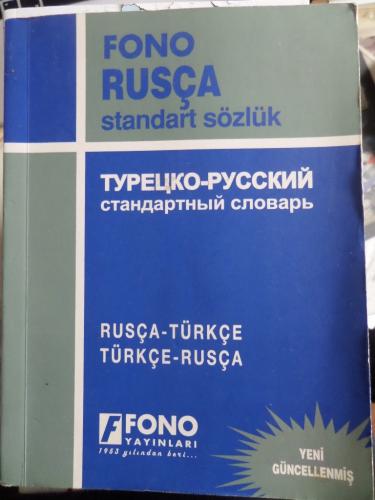 FONO
RUSÇA
standart sözlük
ТУРЕЦКО-РУССКИЙ
стандартный словарь
RUSÇA-TÜRKÇE
TÜRKÇE-RUSÇA
FONO
YAYINLARI
1953 yılından beri...
YENİ
GÜNCELLENMİŞ